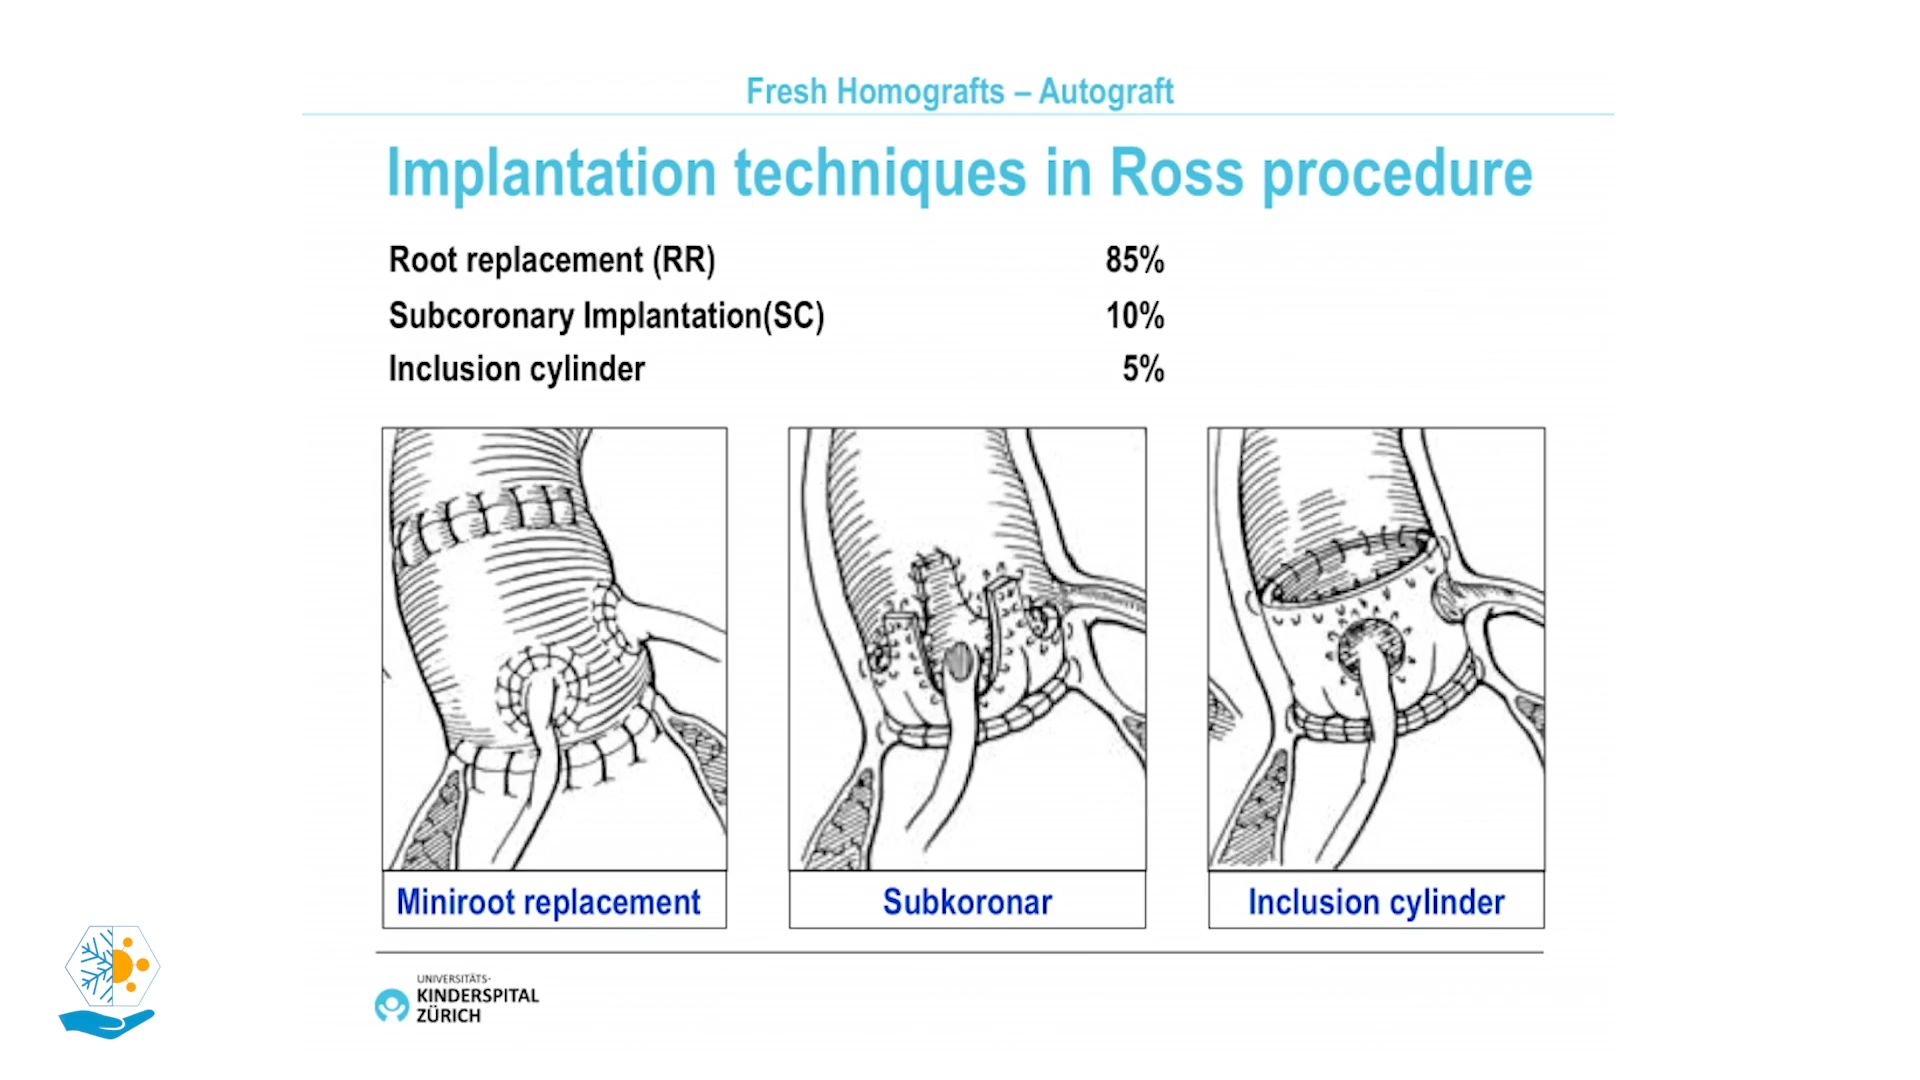 Fresh Homografts – Autograft
Implantation techniques in Ross procedure
Root replacement (RR) 85%
Subcoronary Implantation(SC) 10%
Inclusion cylinder 5%
Miniroot replacement
Subkoronar
Inclusion cylinder
UNIVERSITÄTS-
KINDERSPITAL
ZÜRICH